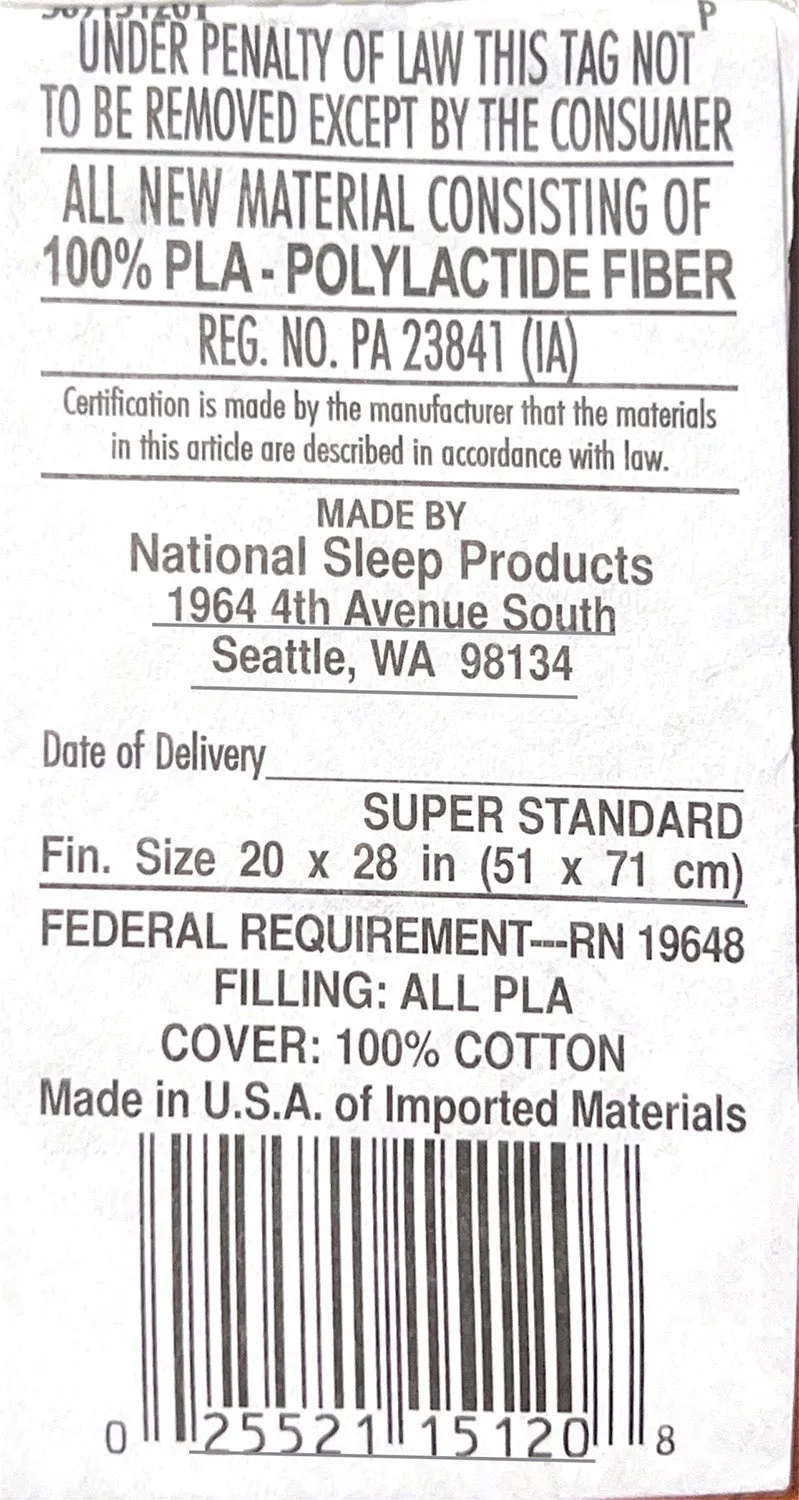 P
UNDER PENALTY OF LAW THIS TAG NOT
TO BE REMOVED EXCEPT BY THE CONSUMER
ALL NEW MATERIAL CONSISTING OF
100% PLA - POLYLACTIDE FIBER
REG. NO. PA 23841 (IA)
Certification is made by the manufacturer that the materials
in this article are described in accordance with law.
MADE BY
National Sleep Products
1964 4th Avenue South
Seattle, WA 98134
Date of Delivery
SUPER STANDARD
Fin. Size 20 x 28 in (51 x 71 cm)
FEDERAL REQUIREMENT---RN 19648
FILLING: ALL PLA
COVER: 100% COTTON
Made in U.S.A. of Imported Materials
0 25521 15120 8